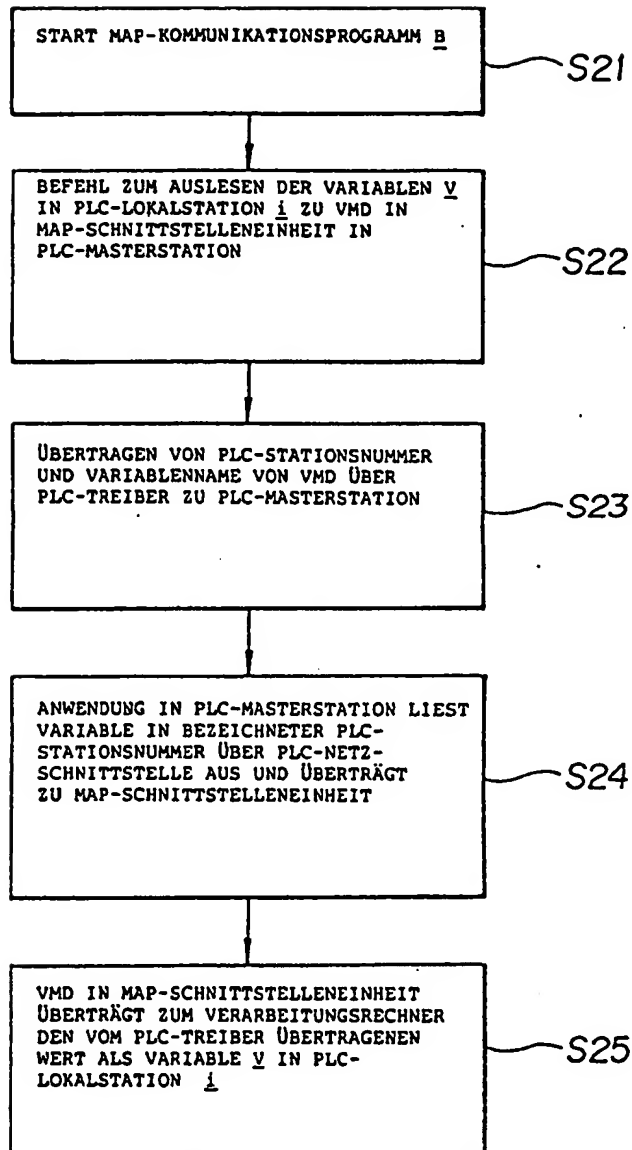 START MAP-KOMMUNIKATIONSPROGRAMM B
S21
BEFEHL ZUM AUSLESEN DER VARIABLEN V
IN PLC-LOKALSTATION i ZU VMD IN
MAP-SCHNITTSTELLENEINHEIT IN
PLC-MASTERSTATION
S22
ÜBERTRAGEN VON PLC-STATIONSNUMMER
UND VARIABLENNAME VON VMD ÜBER
PLC-TREIBER ZU PLC-MASTERSTATION
S23
ANWENDUNG IN PLC-MASTERSTATION LIEST
VARIABLE IN BEZEICHNETER PLC-
STATIONSNUMMER ÜBER PLC-NETZ-
SCHNITTSTELLE AUS UND ÜBERTRÄGT
ZU MAP-SCHNITTSTELLENEINHEIT
S24
VMD IN MAP-SCHNITTSTELLENEINHEIT
ÜBERTRÄGT ZUM VERARBEITUNGSRECHNER
DEN VOM PLC-TREIBER ÜBERTRAGENEN
WERT ALS VARIABLE V IN PLC-
LOKALSTATION i
S25